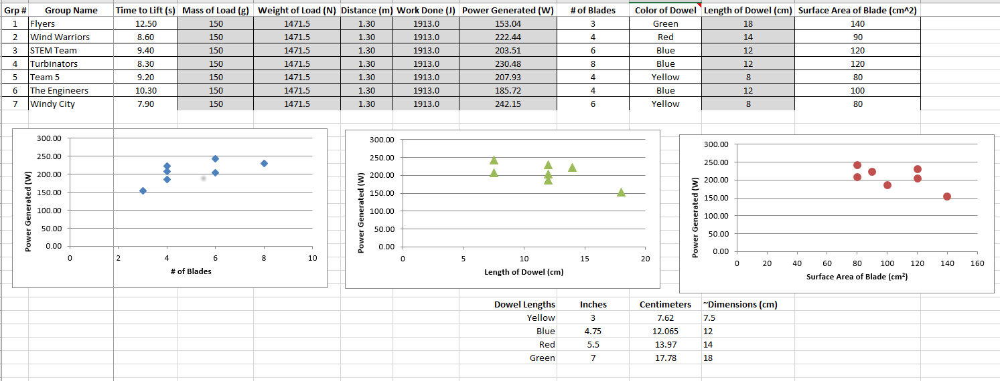 Grp # Group Name Time to Lift (s) Mass of Load (g) Weight of Load (N) Distance (m) Work Done (J) Power Generated (W) # of Blades Color of Dowel Length of Dowel (cm) Surface Area of Blade (cm^2)
1 Flyers 12.50 150 1471.5 1.30 1913.0 153.04 3 Green 18 140
2 Wind Warriors 8.60 150 1471.5 1.30 1913.0 222.44 4 Red 14 90
3 STEM Team 9.40 150 1471.5 1.30 1913.0 203.51 6 Blue 12 120
4 Turbinators 8.30 150 1471.5 1.30 1913.0 230.48 8 Blue 12 120
5 Team 5 9.20 150 1471.5 1.30 1913.0 207.93 4 Yellow 8 80
6 The Engineers 10.30 150 1471.5 1.30 1913.0 185.72 4 Blue 12 100
7 Windy City 7.90 150 1471.5 1.30 1913.0 242.15 6 Yellow 8 80
Power Generated (W)
300.00
250.00
200.00
150.00
100.00
50.00
0.00
0 2 4 6 8 10
# of Blades
Power Generated (W)
300.00
250.00
200.00
150.00
100.00
50.00
0.00
0 5 10 15 20
Length of Dowel (cm)
Power Generated (W)
300.00
250.00
200.00
150.00
100.00
50.00
0.00
0 20 40 60 80 100 120 140 160
Surface Area of Blade (cm²)
Dowel Lengths Inches Centimeters ~Dimensions (cm)
Yellow 3 7.62 7.5
Blue 4.75 12.065 12
Red 5.5 13.97 14
Green 7 17.78 18